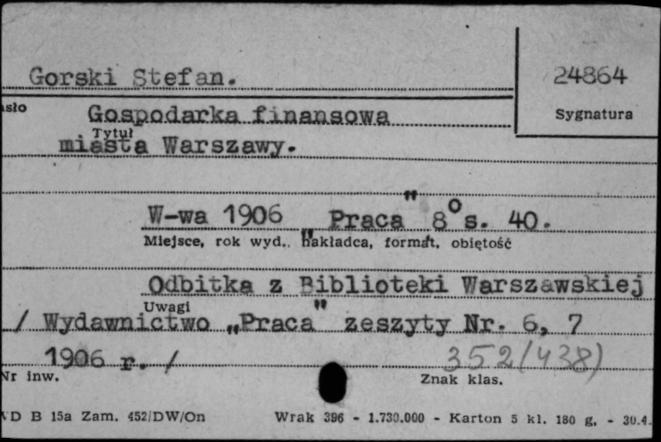 Gorski Stefan.
24864
asło
Gospodarka finansowa
Sygnatura
Tytuł
miasta Warszawy.
W-wa 1906 „Praca" 8° s. 40.
Miejsce, rok wyd., nakładca, format, objętość
Odbitka z Biblioteki Warszawskiej
Uwagi
/ Wydawnictwo „Praca" zeszyty Nr. 6, 7
1906 r. /
352(438)
Nr inw.
Znak klas.
VD B 15a Zam. 452/DW/On Wrak 396 - 1.730.000 - Karton 5 kl. 180 g. - 30.4.